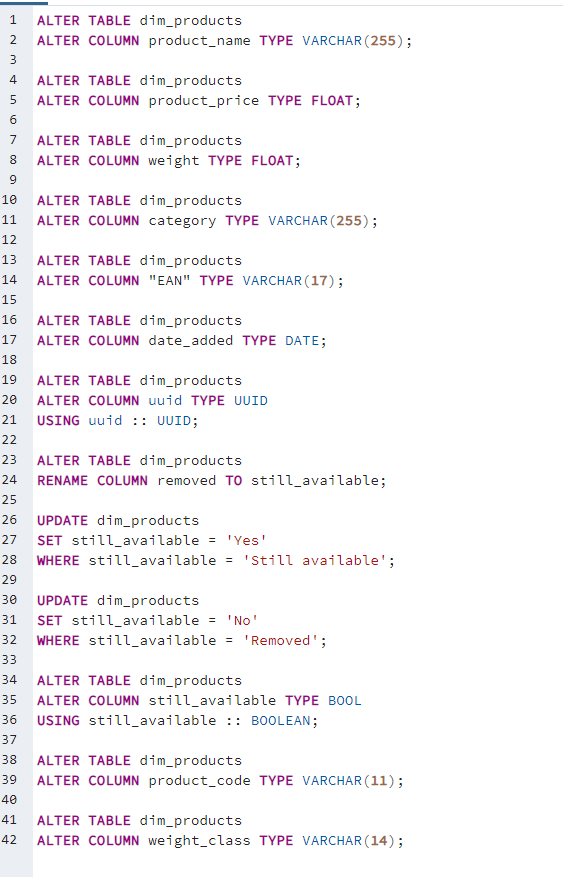 1 ALTER TABLE dim_products
2 ALTER COLUMN product_name TYPE VARCHAR(255);
3
4 ALTER TABLE dim_products
5 ALTER COLUMN product_price TYPE FLOAT;
6
7 ALTER TABLE dim_products
8 ALTER COLUMN weight TYPE FLOAT;
9
10 ALTER TABLE dim_products
11 ALTER COLUMN category TYPE VARCHAR(255);
12
13 ALTER TABLE dim_products
14 ALTER COLUMN "EAN" TYPE VARCHAR(17);
15
16 ALTER TABLE dim_products
17 ALTER COLUMN date_added TYPE DATE;
18
19 ALTER TABLE dim_products
20 ALTER COLUMN uuid TYPE UUID
21 USING uuid :: UUID;
22
23 ALTER TABLE dim_products
24 RENAME COLUMN removed TO still_available;
25
26 UPDATE dim_products
27 SET still_available = 'Yes'
28 WHERE still_available = 'Still available';
29
30 UPDATE dim_products
31 SET still_available = 'No'
32 WHERE still_available = 'Removed';
33
34 ALTER TABLE dim_products
35 ALTER COLUMN still_available TYPE BOOL
36 USING still_available :: BOOLEAN;
37
38 ALTER TABLE dim_products
39 ALTER COLUMN product_code TYPE VARCHAR(11);
40
41 ALTER TABLE dim_products
42 ALTER COLUMN weight_class TYPE VARCHAR(14);